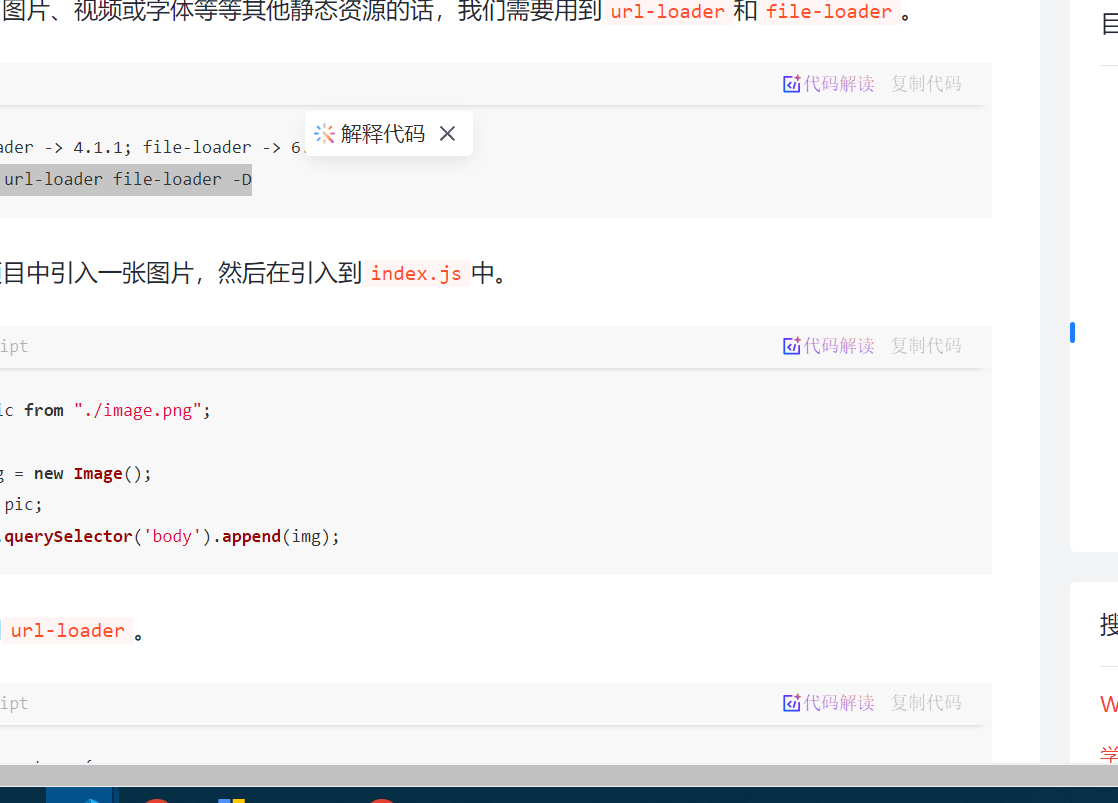 图片、视频或字体等等其他静态资源的话，我们需要用到 url-loader 和 file-loader 。
目
代码解读 复制代码
解释代码
ader -> 4.1.1; file-loader -> 6
url-loader file-loader -D
项目中引入一张图片，然后在引入到 index.js 中。
ipt 代码解读 复制代码
ic from "./image.png";
g = new Image();
pic;
.querySelector('body').append(img);
url-loader 。
搜
ipt 代码解读 复制代码
W
学